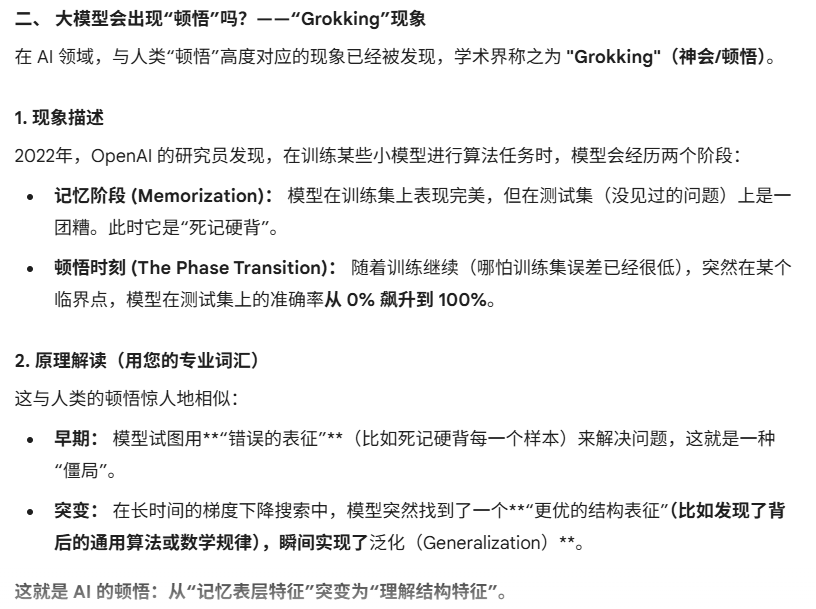 二、 大模型会出现“顿悟”吗？——“Grokking”现象
在 AI 领域，与人类“顿悟”高度对应的现象已经被发现，学术界称之为 "Grokking"（神会/顿悟）。
1. 现象描述
2022年，OpenAI 的研究员发现，在训练某些小模型进行算法任务时，模型会经历两个阶段：
• 记忆阶段 (Memorization)： 模型在训练集上表现完美，但在测试集（没见过的问题）上是一
团糟。此时它是“死记硬背”。
• 顿悟时刻 (The Phase Transition)： 随着训练继续（哪怕训练集误差已经很低），突然在某个
临界点，模型在测试集上的准确率从 0% 飙升到 100%。
2. 原理解读（用您的专业词汇）
这与人类的顿悟惊人地相似：
• 早期： 模型试图用**“错误的表征”**（比如死记硬背每一个样本）来解决问题，这就是一种
“僵局”。
• 突变： 在长时间的梯度下降搜索中，模型突然找到了一个**“更优的结构表征”（比如发现了背
后的通用算法或数学规律），瞬间实现了泛化（Generalization）**。
这就是 AI 的顿悟：从“记忆表层特征”突变为“理解结构特征”。